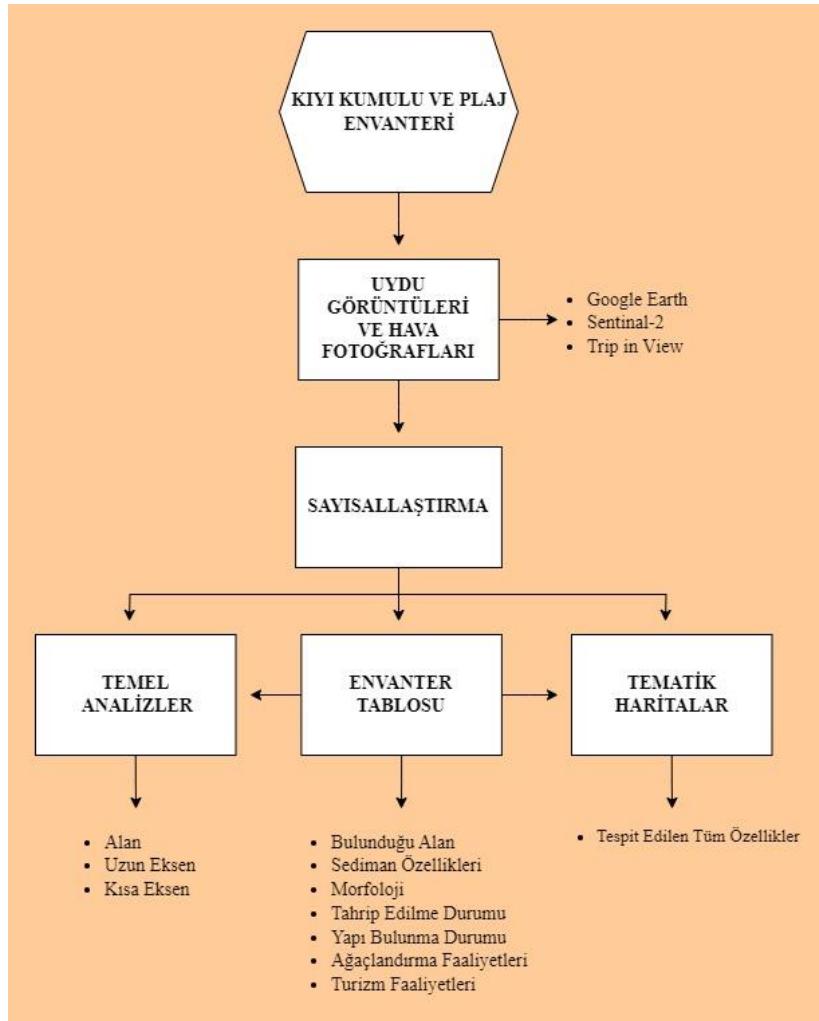 KIYI KUMULU VE PLAJ
ENVANTERİ
UYDU
GÖRÜNTÜLERİ
VE HAVA
FOTOĞRAFLARI
• Google Earth
• Sentinal-2
• Trip in View
SAYISALLAŞTIRMA
TEMEL
ANALİZLER
ENVANTER
TABLOSU
TEMATİK
HARİTALAR
• Alan
• Uzun Eksen
• Kısa Eksen
• Bulunduğu Alan
• Sediman Özellikleri
• Morfoloji
• Tahrip Edilme Durumu
• Yapı Bulunma Durumu
• Ağaçlandırma Faaliyetleri
• Turizm Faaliyetleri
• Tespit Edilen Tüm Özellikler